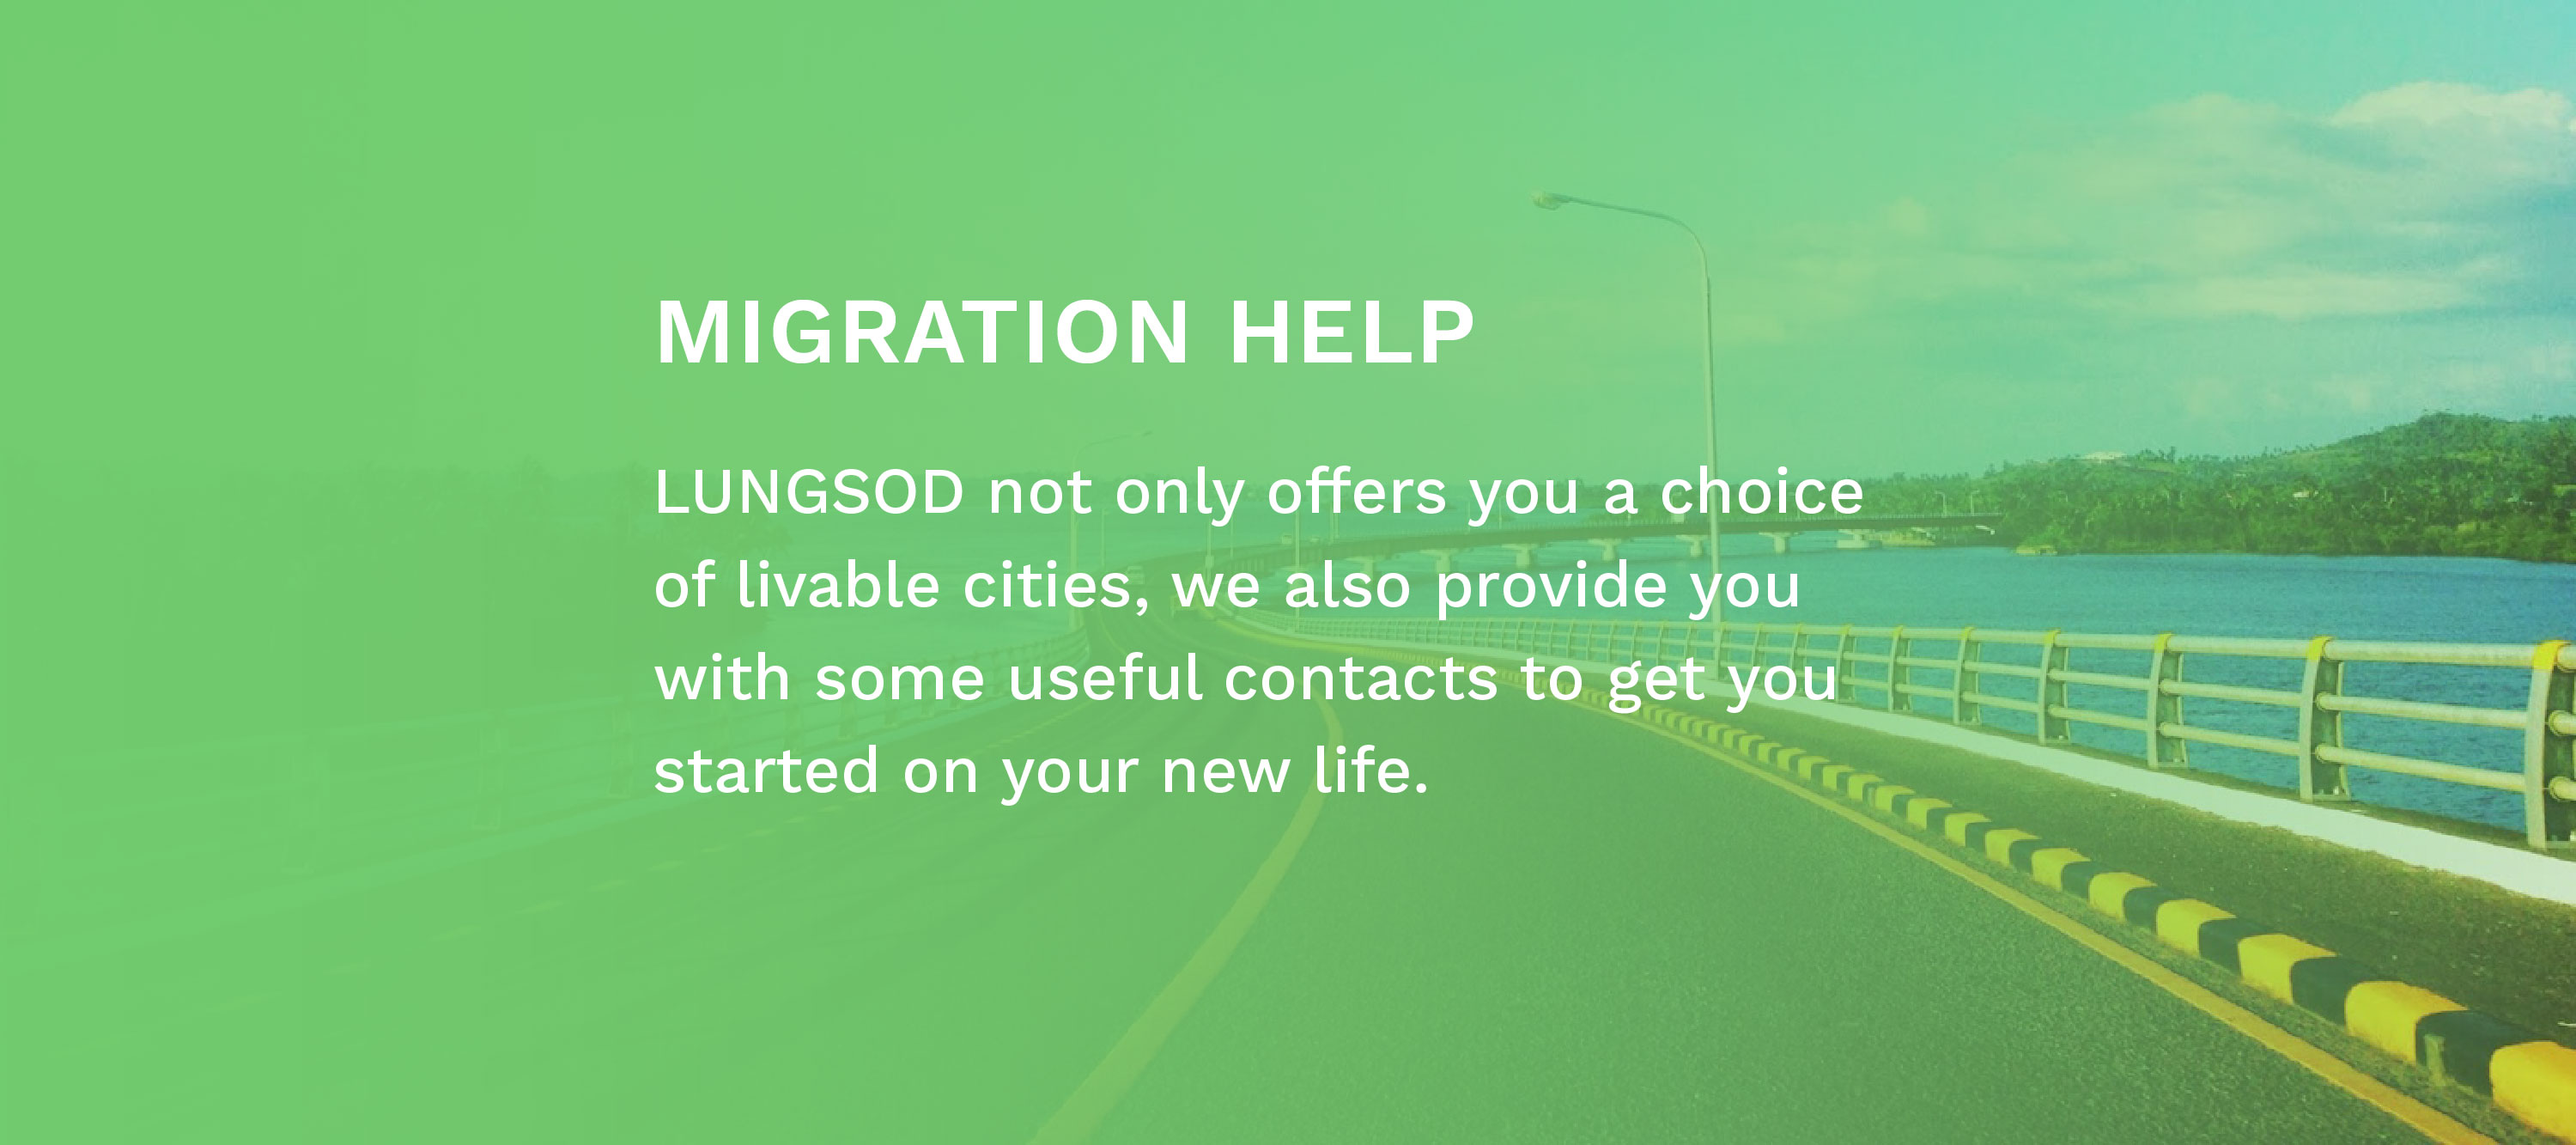 MIGRATION HELP
LUNGSOD not only offers you a choice
of livable cities, we also provide you
with some useful contacts to get you
started on your new life.